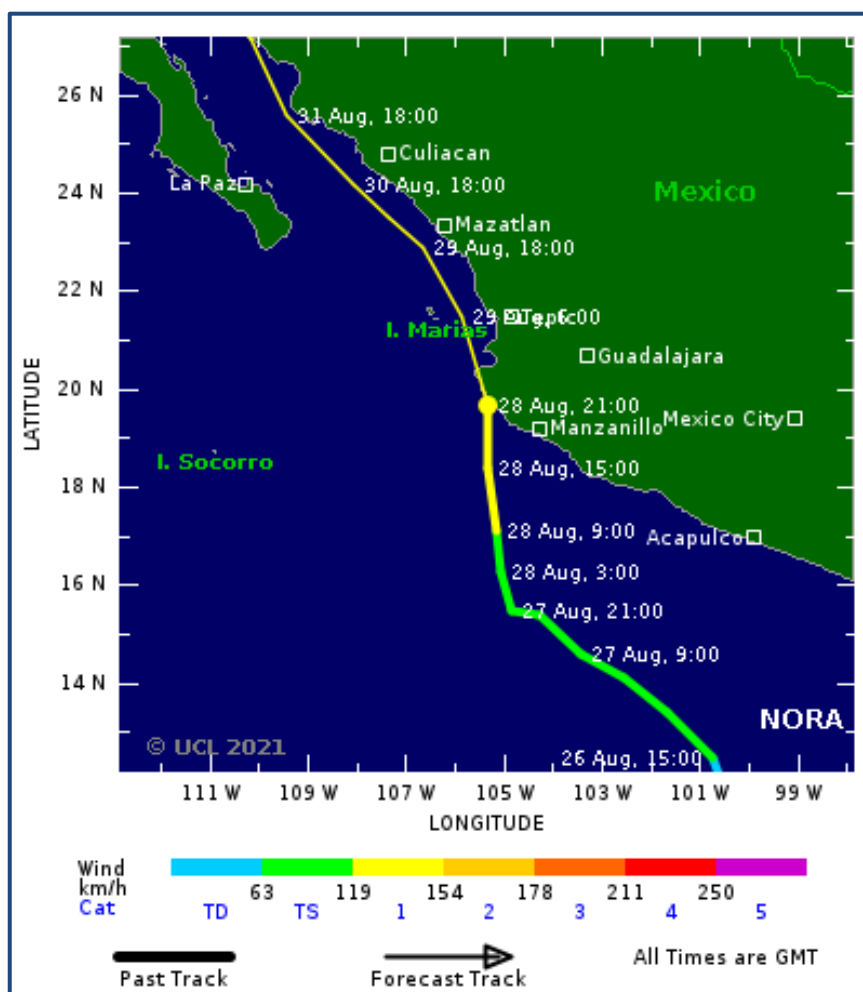 26 N
24 N
22 N
20 N
18 N
16 N
14 N
LATITUDE
31 Aug, 18:00
Culiacan
La Paz
30 Aug, 18:00
Mexico
Mazatlan
29 Aug, 18:00
I. Marias
Guadalajara
28 Aug, 21:00
Mexico City
Manzanillo
I. Socorro
28 Aug, 15:00
28 Aug, 9:00
Acapulco
28 Aug, 3:00
27 Aug, 21:00
27 Aug, 9:00
NORA
© UCL 2021
26 Aug, 15:00
111 W 109 W 107 W 105 W 103 W 101 W 99 W
LONGITUDE
Wind
km/h 63 119 154 178 211 250
Cat TD TS 1 2 3 4 5
Past Track Forecast Track All Times are GMT